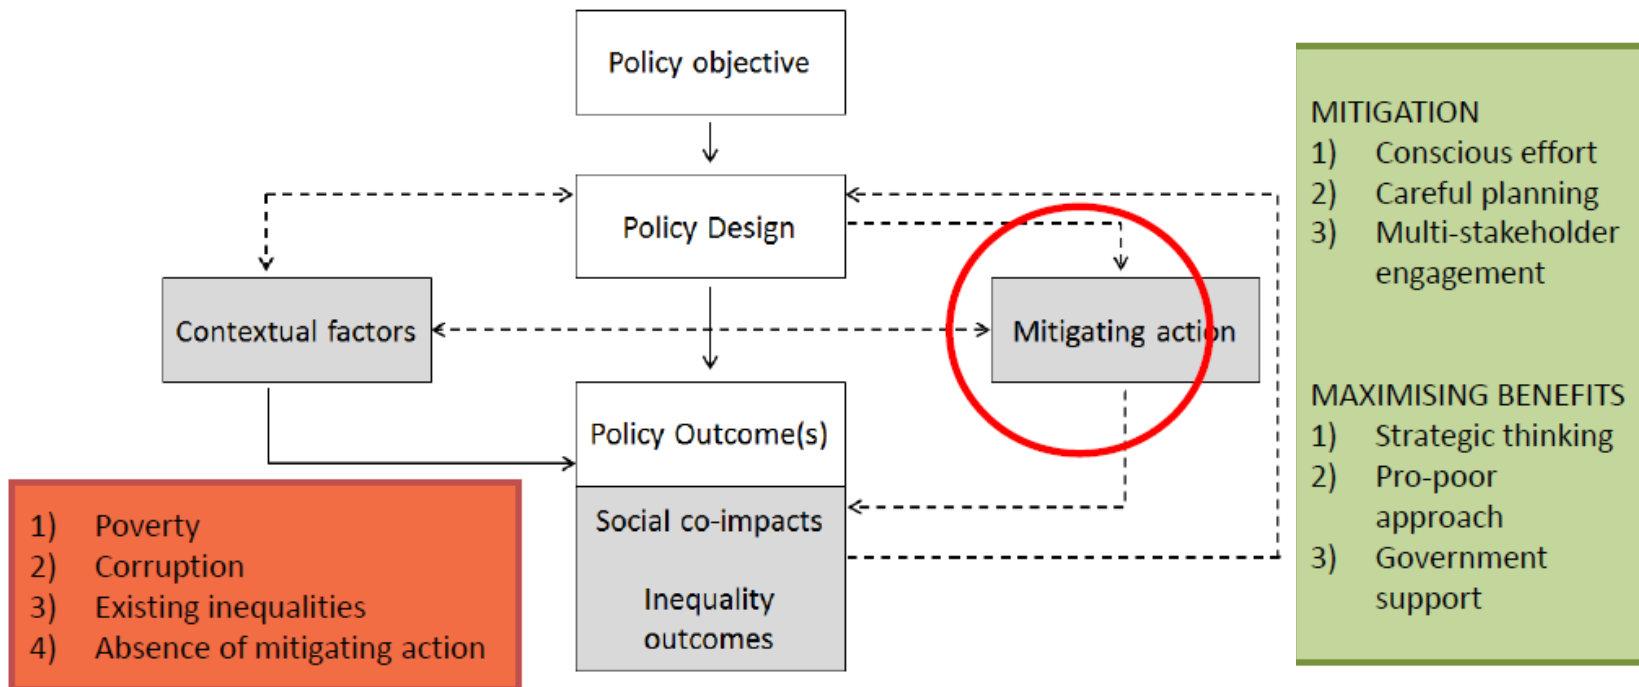 Policy objective
Policy Design
Contextual factors
Mitigating action
Policy Outcome(s)
Social co-impacts
Inequality
outcomes
1) Poverty
2) Corruption
3) Existing inequalities
4) Absence of mitigating action
MITIGATION
1) Conscious effort
2) Careful planning
3) Multi-stakeholder
engagement
MAXIMISING BENEFITS
1) Strategic thinking
2) Pro-poor
approach
3) Government
support